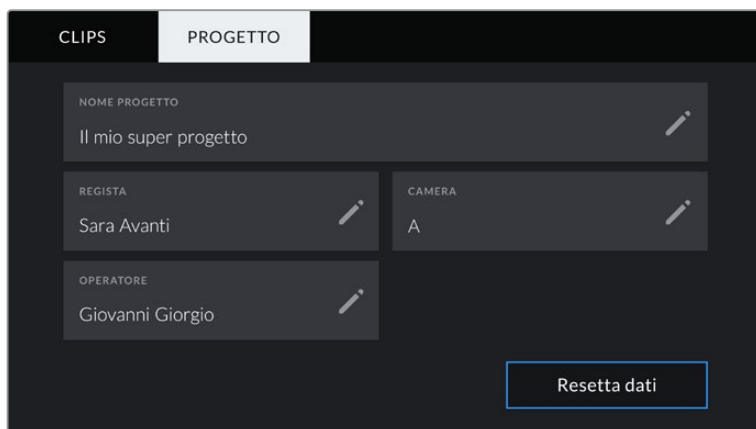 CLIPS PROGETTO
NOME PROGETTO
Il mio super progetto
REGISTA
Sara Avanti
CAMERA
A
OPERATORE
Giovanni Giorgio
Resetta dati